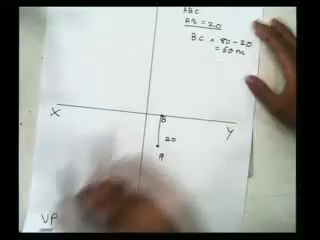 ABC
AB = 20
BC = 80 - 20
= 60 m
X
B
Y
20
A
VP